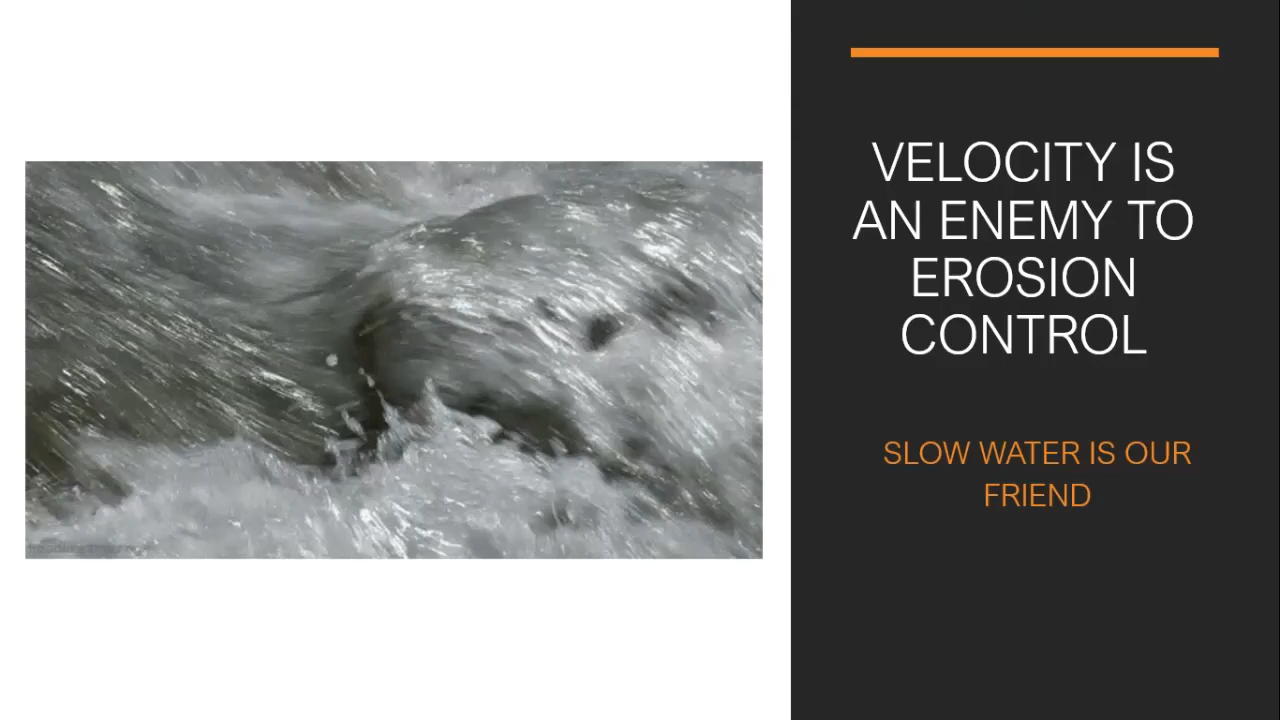 VELOCITY IS
AN ENEMY TO
EROSION
CONTROL
SLOW WATER IS OUR
FRIEND